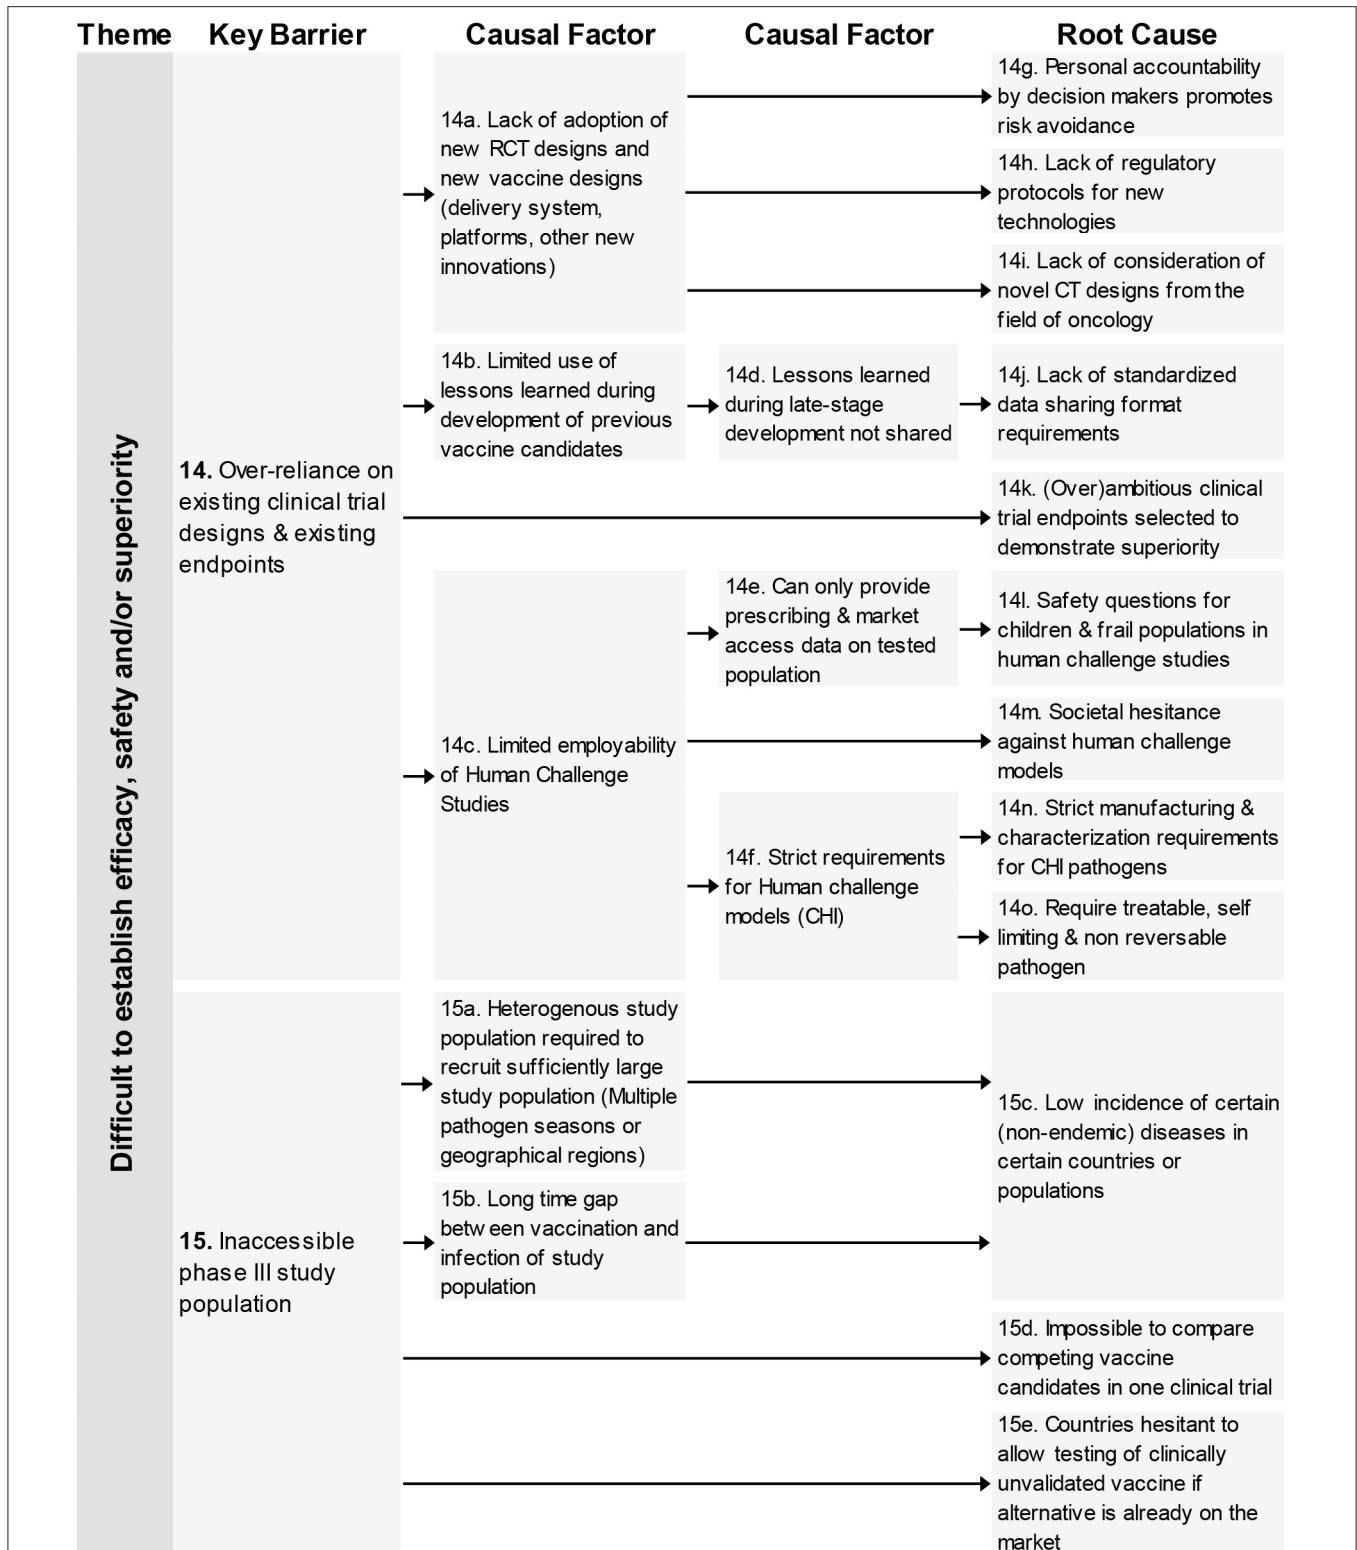 Theme Key Barrier Causal Factor Causal Factor Root Cause
Difficult to establish efficacy, safety and/or superiority
14. Over-reliance on
existing clinical trial
designs & existing
endpoints
14a. Lack of adoption of
new RCT designs and
new vaccine designs
(delivery system,
platforms, other new
innovations)
14g. Personal accountability
by decision makers promotes
risk avoidance
14h. Lack of regulatory
protocols for new
technologies
14i. Lack of consideration of
novel CT designs from the
field of oncology
14b. Limited use of
lessons learned during
development of previous
vaccine candidates
14d. Lessons learned
during late-stage
development not shared
14j. Lack of standardized
data sharing format
requirements
14k. (Over)ambitious clinical
trial endpoints selected to
demonstrate superiority
14c. Limited employability
of Human Challenge
Studies
14e. Can only provide
prescribing & market
access data on tested
population
14l. Safety questions for
children & frail populations in
human challenge studies
14m. Societal hesitance
against human challenge
models
14f. Strict requirements
for Human challenge
models (CHI)
14n. Strict manufacturing &
characterization requirements
for CHI pathogens
14o. Require treatable, self
limiting & non reversable
pathogen
15. Inaccessible
phase III study
population
15a. Heterogenous study
population required to
recruit sufficiently large
study population (Multiple
pathogen seasons or
geographical regions)
15b. Long time gap
between vaccination and
infection of study
population
15c. Low incidence of certain
(non-endemic) diseases in
certain countries or
populations
15d. Impossible to compare
competing vaccine
candidates in one clinical trial
15e. Countries hesitant to
allow testing of clinically
unvalidated vaccine if
alternative is already on the
market